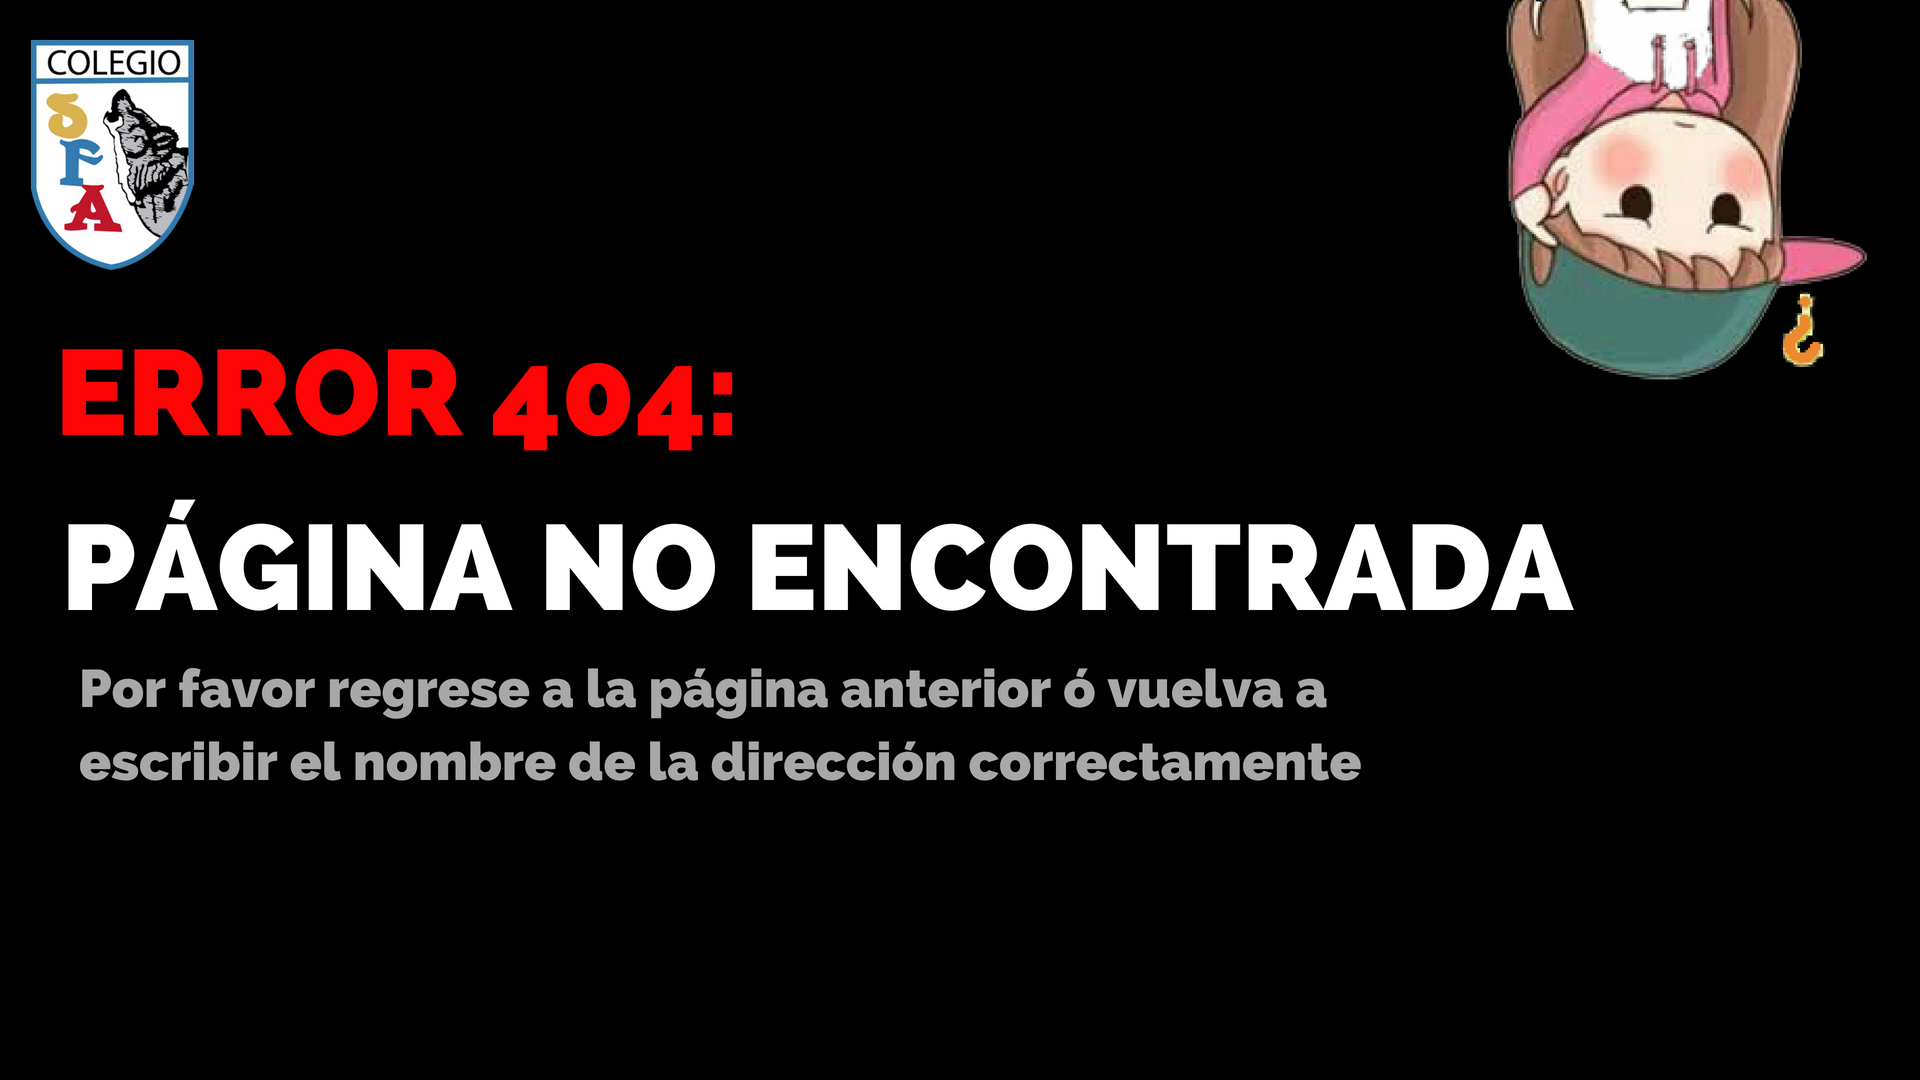 COLEGIO
SFA
ERROR 404:
PÁGINA NO ENCONTRADA
Por favor regrese a la página anterior ó vuelva a
escribir el nombre de la dirección correctamente
?